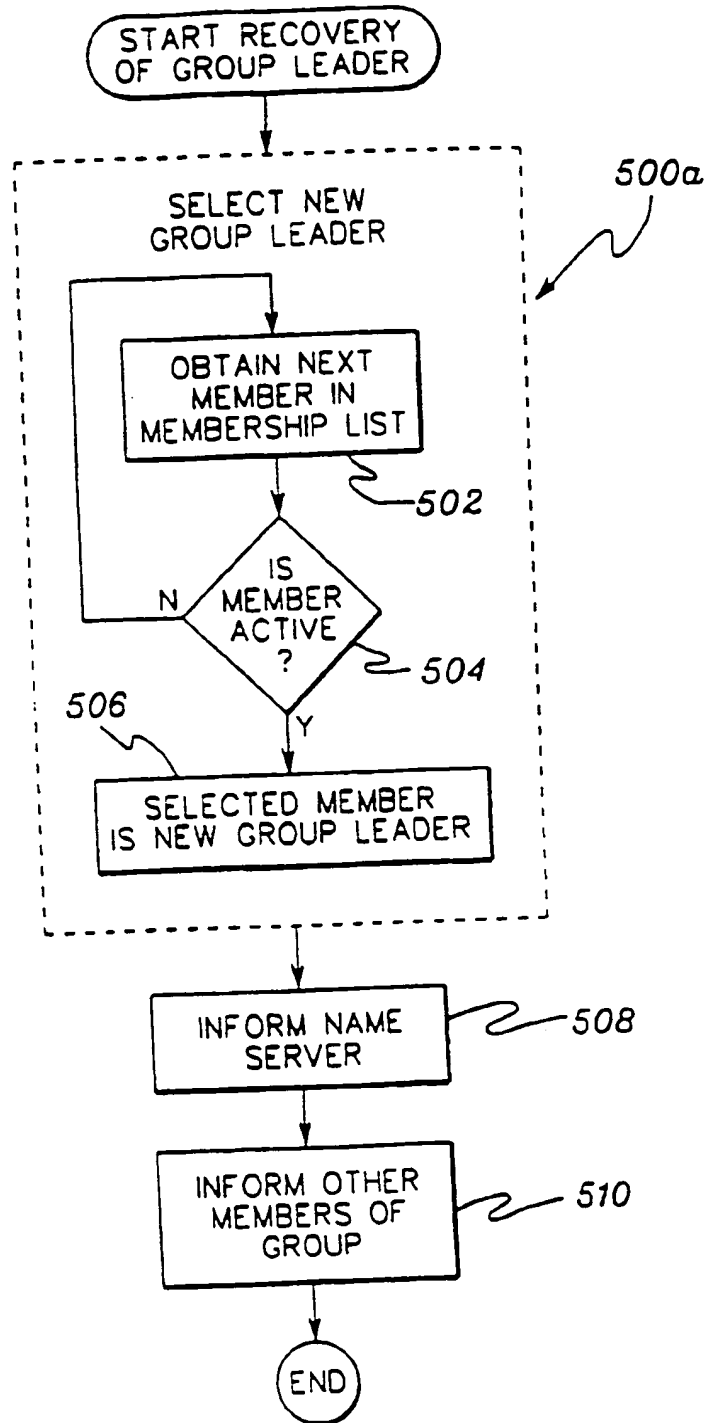 START RECOVERY
OF GROUP LEADER
500a
SELECT NEW
GROUP LEADER
OBTAIN NEXT
MEMBER IN
MEMBERSHIP LIST
502
IS
MEMBER
ACTIVE
?
N
504
Y
506
SELECTED MEMBER
IS NEW GROUP LEADER
INFORM NAME
SERVER
508
INFORM OTHER
MEMBERS OF
GROUP
510
END